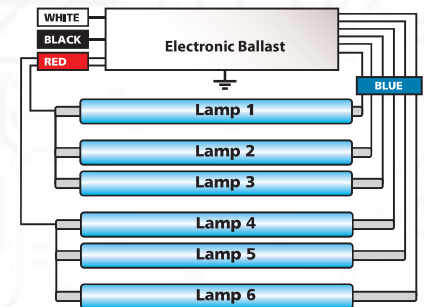 WHITE
BLACK
RED
Electronic Ballast
BLUE
Lamp 1
Lamp 2
Lamp 3
Lamp 4
Lamp 5
Lamp 6